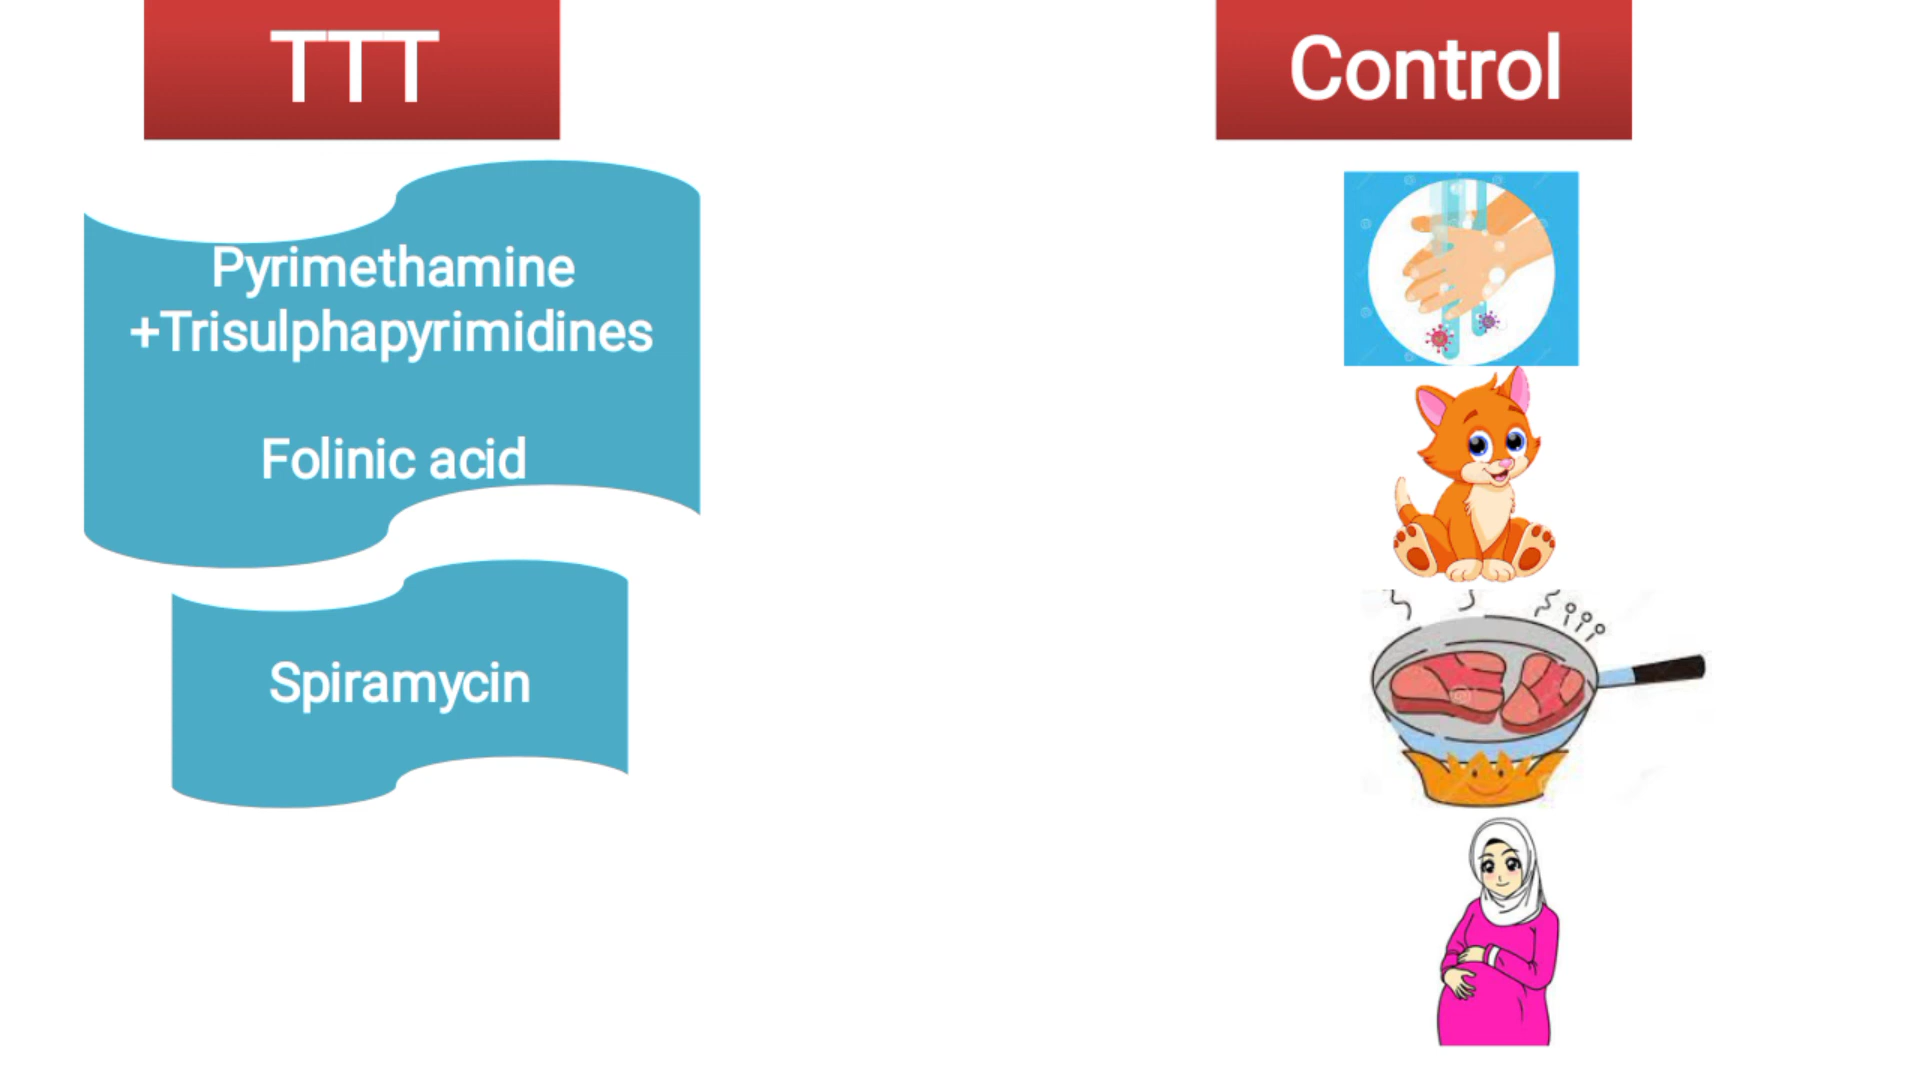 TTT
Control
Pyrimethamine
+Trisulphapyrimidines
Folinic acid
Spiramycin